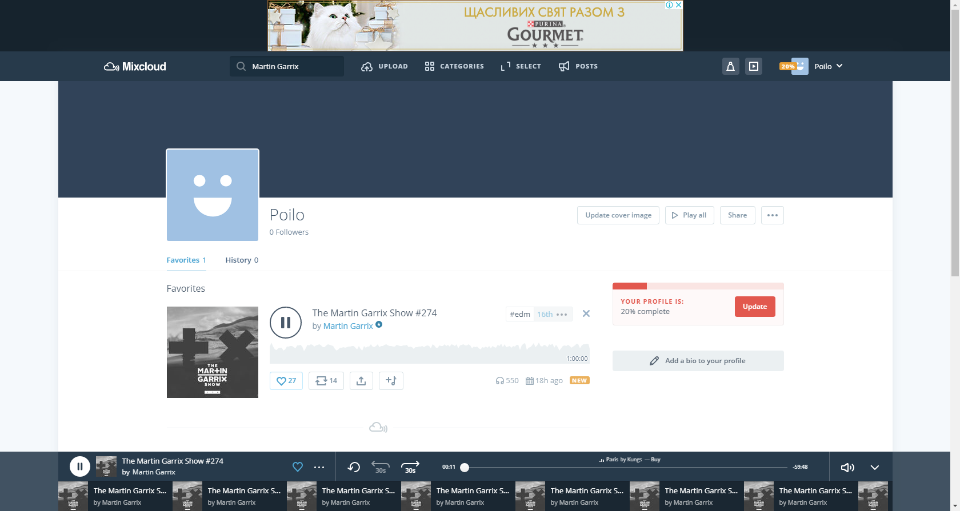 ЩАСЛИВИХ СВЯТ РАЗОМ З
PURINA
GOURMET
Mixcloud
Martin Garrix
UPLOAD
CATEGORIES
SELECT
POSTS
20%
Poilo
Poilo
0 Followers
Update cover image
Play all
Share
Favorites 1
History 0
Favorites
THE MARTIN GARRIX SHOW
The Martin Garrix Show #274
by Martin Garrix
#edm
16th
1:00:00
27
14
550
18h ago
NEW
YOUR PROFILE IS:
20% complete
Update
Add a bio to your profile
The Martin Garrix Show #274
by Martin Garrix
30s
30s
00:11
Paris by Kungs — Buy
-59:48
The Martin Garrix S...
by Martin Garrix
The Martin Garrix S...
by Martin Garrix
The Martin Garrix S...
by Martin Garrix
The Martin Garrix S...
by Martin Garrix
The Martin Garrix S...
by Martin Garrix
The Martin Garrix S...
by Martin Garrix
The Martin Garrix S...
by Martin Garrix